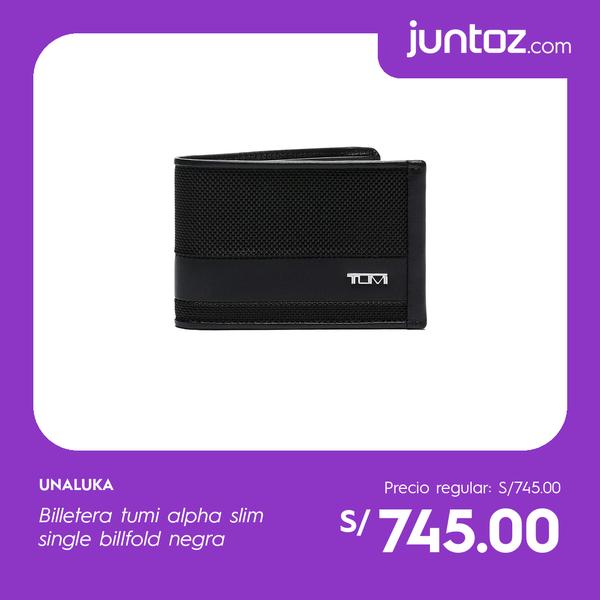 juntoz.com
TUMI
UNALUKA
Billetera tumi alpha slim
single billfold negra
Precio regular: S/745.00
S/ 745.00